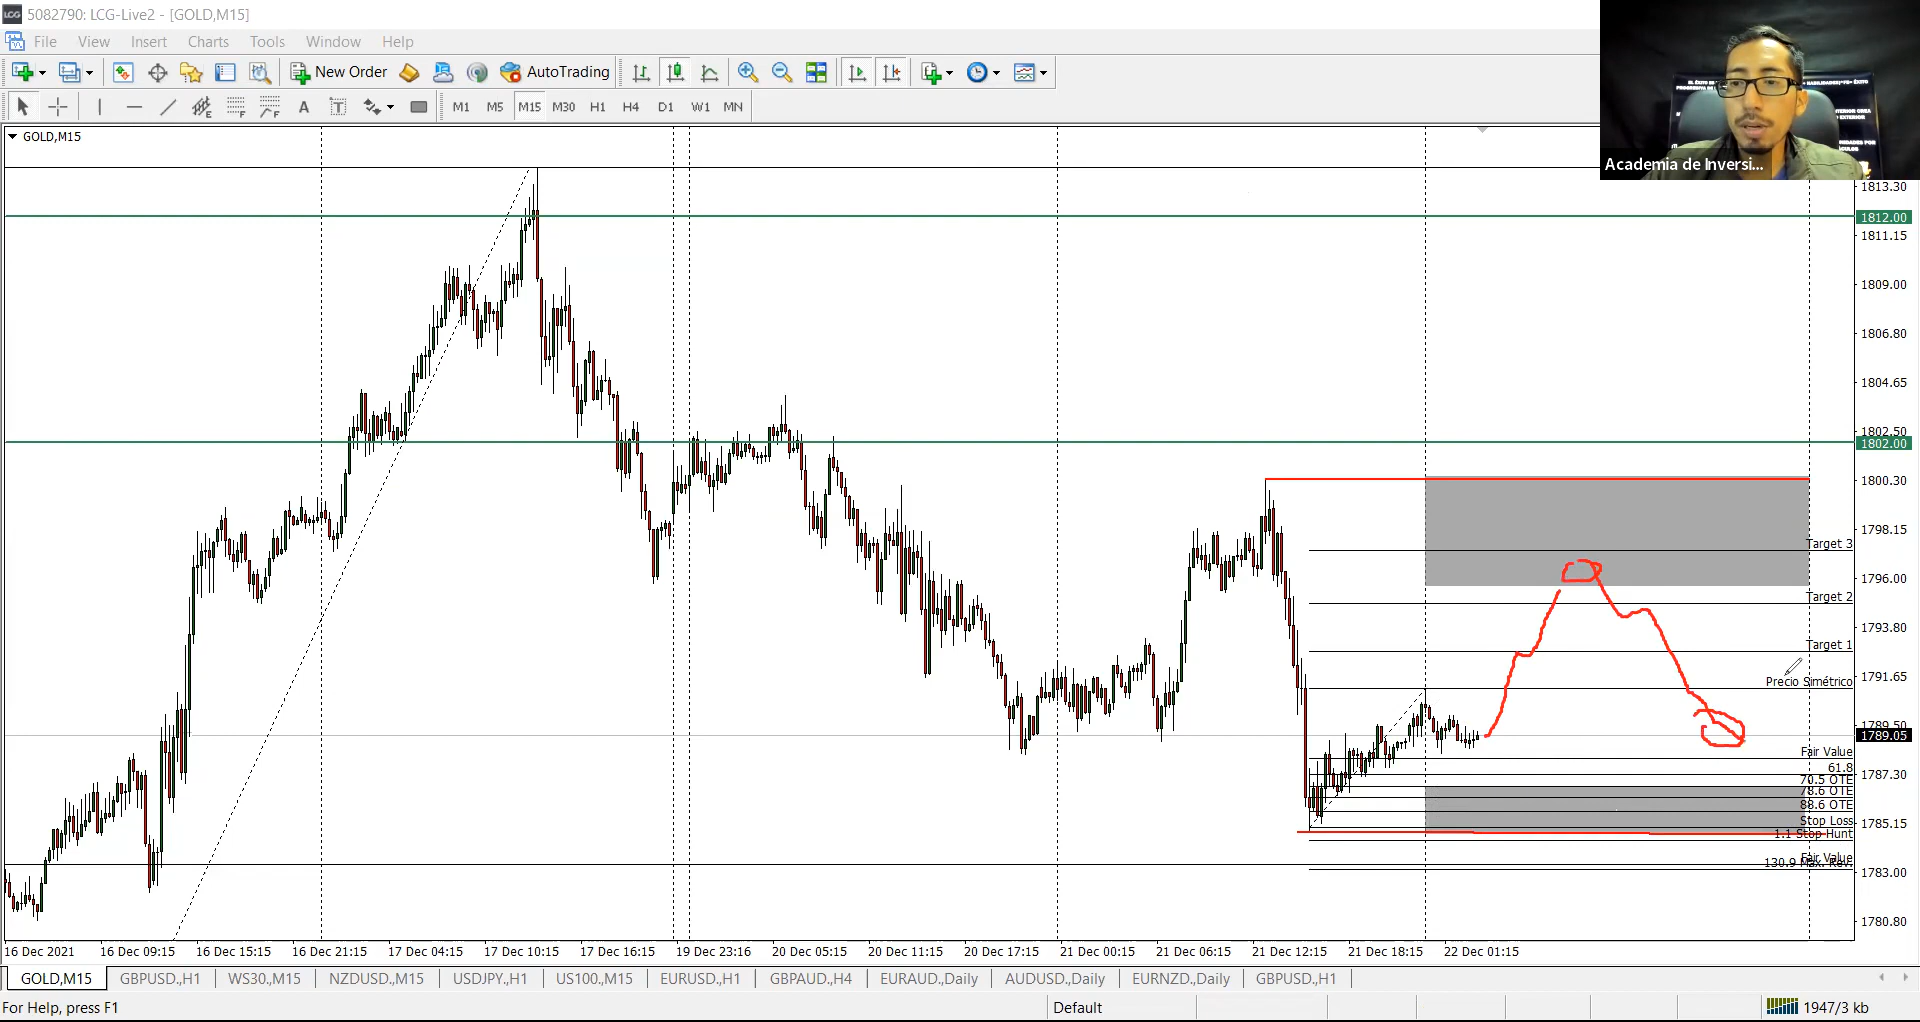 5082790: LCG-Live2 - [GOLD,M15]
File View Insert Charts Tools Window Help
New Order AutoTrading
M1 M5 M15 M30 H1 H4 D1 W1 MN
GOLD,M15
Academia de Inversi...
1813.30
1812.00
1811.15
1809.00
1806.80
1804.65
1802.50
1802.00
1800.30
1798.15
Target 3
1796.00
Target 2
1793.80
Target 1
1791.65
Precio Simétrico
1789.50
1789.05
Fair Value
61.8
1787.30
70.5 OTE
78.6 OTE
88.6 OTE
Stop Loss
1785.15
1.1 Stop Hunt
Fair Value
130.9 Max. Rev.
1783.00
1780.80
16 Dec 2021 16 Dec 09:15 16 Dec 15:15 16 Dec 21:15 17 Dec 04:15 17 Dec 10:15 17 Dec 16:15 19 Dec 23:16 20 Dec 05:15 20 Dec 11:15 20 Dec 17:15 21 Dec 00:15 21 Dec 06:15 21 Dec 12:15 21 Dec 18:15 22 Dec 01:15
GOLD,M15 GBPUSD.,H1 WS30.,M15 NZDUSD.,M15 USDJPY.,H1 US100.,M15 EURUSD.,H1 GBPAUD.,H4 EURAUD.,Daily AUDUSD.,Daily EURNZD.,Daily GBPUSD.,H1
For Help, press F1 Default 1947/3 kb